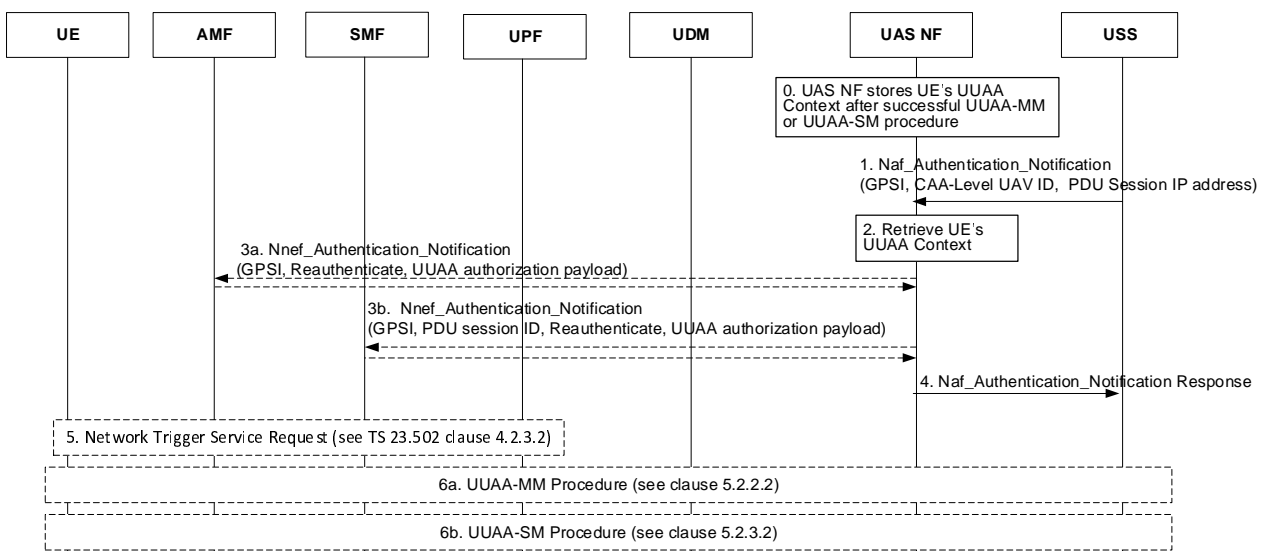 UE AMF SMF UPF UDM UAS NF USS
0. UAS NF stores UE's UUAA
Context after successful UUAA-MM
or UUAA-SM procedure
1. Naf_Authentication_Notification
(GPSI, CAA-Level UAV ID, PDU Session IP address)
2. Retrieve UE's
UUAA Context
3a. Nnef_Authentication_Notification
(GPSI, Reauthenticate, UUAA authorization payload)
3b. Nnef_Authentication_Notification
(GPSI, PDU session ID, Reauthenticate, UUAA authorization payload)
4. Naf_Authentication_Notification Response
5. Network Trigger Service Request (see TS 23.502 clause 4.2.3.2)
6a. UUAA-MM Procedure (see clause 5.2.2.2)
6b. UUAA-SM Procedure (see clause 5.2.3.2)